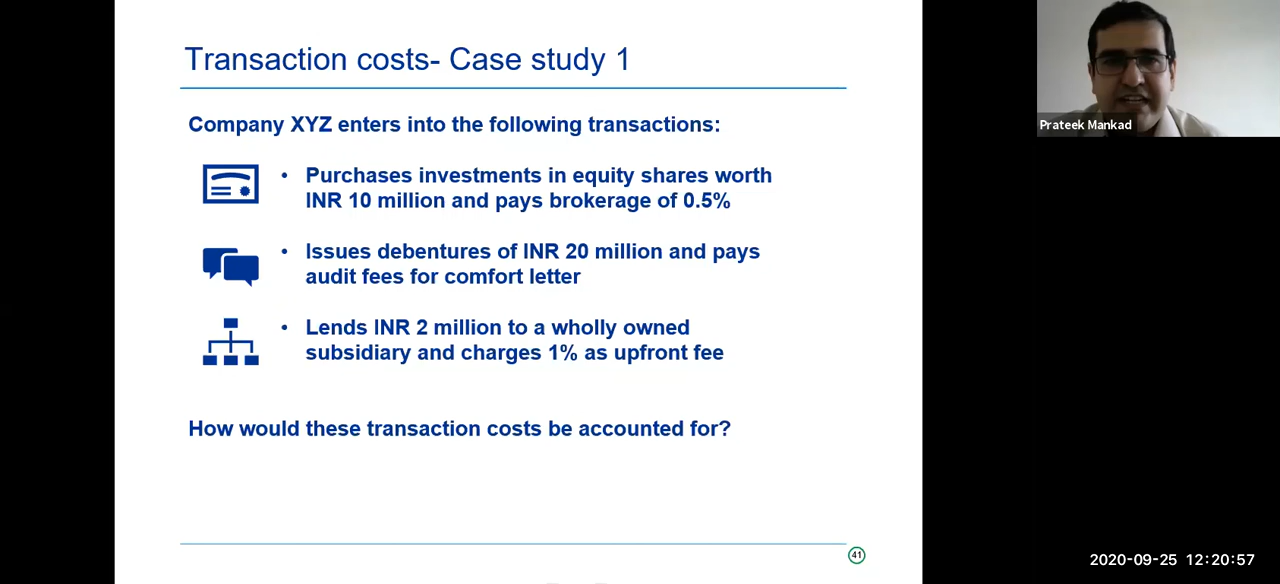 Transaction costs- Case study 1
Company XYZ enters into the following transactions:
• Purchases investments in equity shares worth
INR 10 million and pays brokerage of 0.5%
• Issues debentures of INR 20 million and pays
audit fees for comfort letter
• Lends INR 2 million to a wholly owned
subsidiary and charges 1% as upfront fee
How would these transaction costs be accounted for?
41
Prateek Mankad
2020-09-25 12:20:57